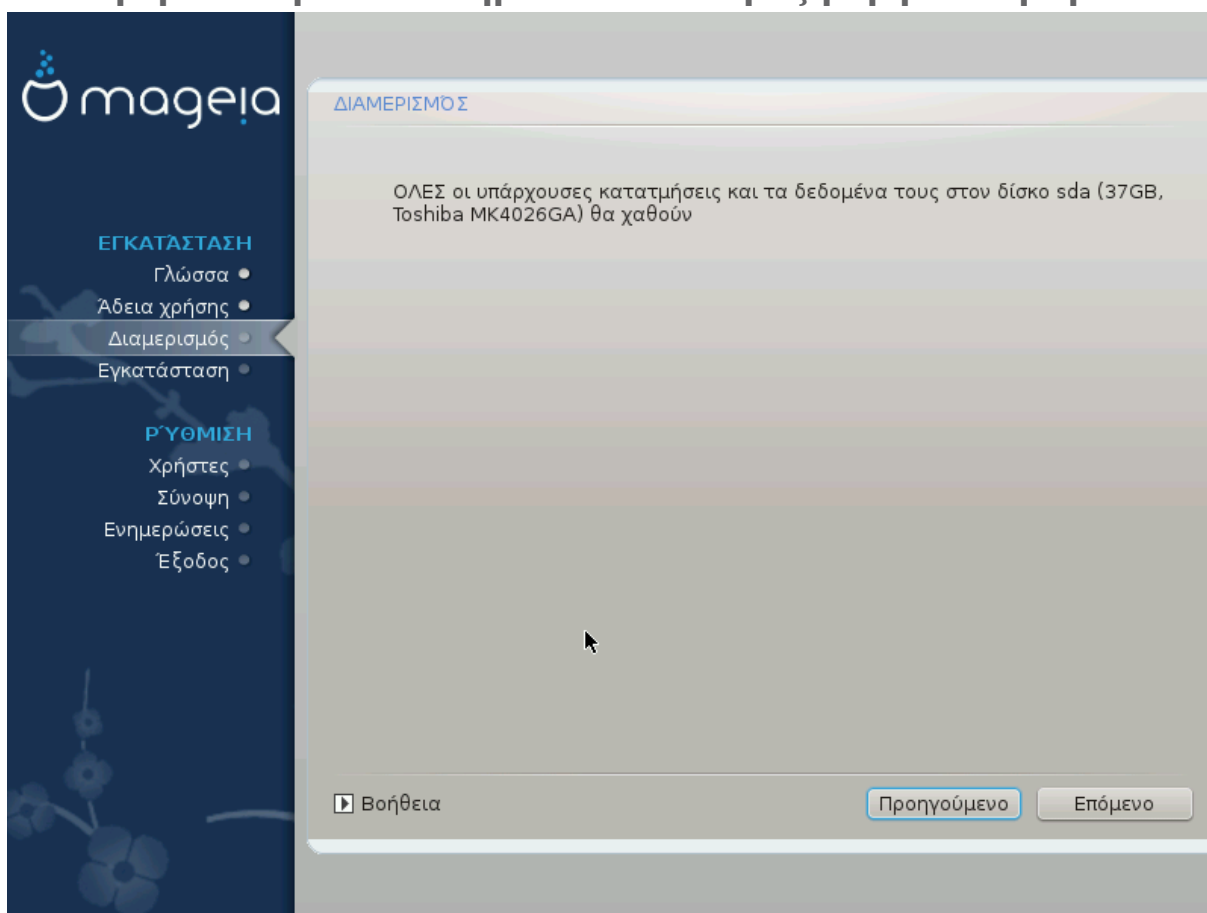 mageia
ΔΙΑΜΕΡΙΣΜΌΣ
ΟΛΕΣ οι υπάρχουσες κατατμήσεις και τα δεδομένα τους στον δίσκο sda (37GB,
Toshiba MK4026GA) θα χαθούν
ΕΓΚΑΤΆΣΤΑΣΗ
Γλώσσα
Άδεια χρήσης
Διαμερισμός
Εγκατάσταση
ΡΎΘΜΙΣΗ
Χρήστες
Σύνοψη
Ενημερώσεις
Έξοδος
Βοήθεια
Προηγούμενο
Επόμενο